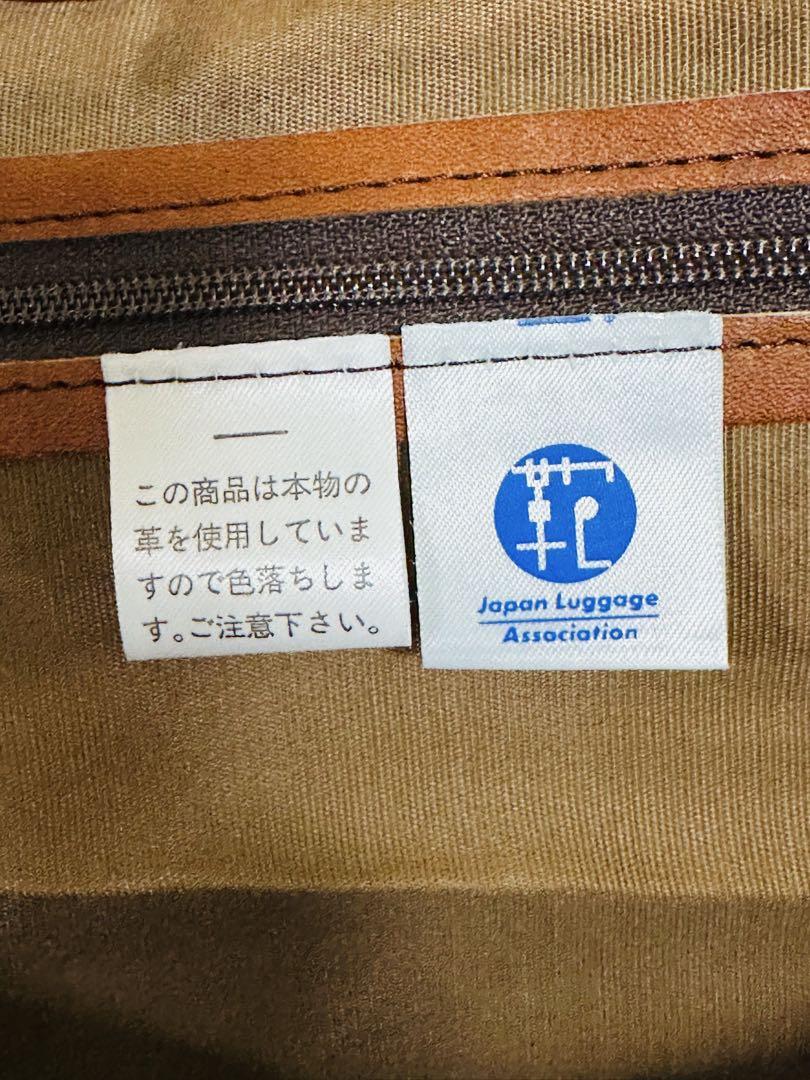 この商品は本物の
革を使用していま
すので色落ちしま
す。ご注意下さい。
Japan Luggage
Association